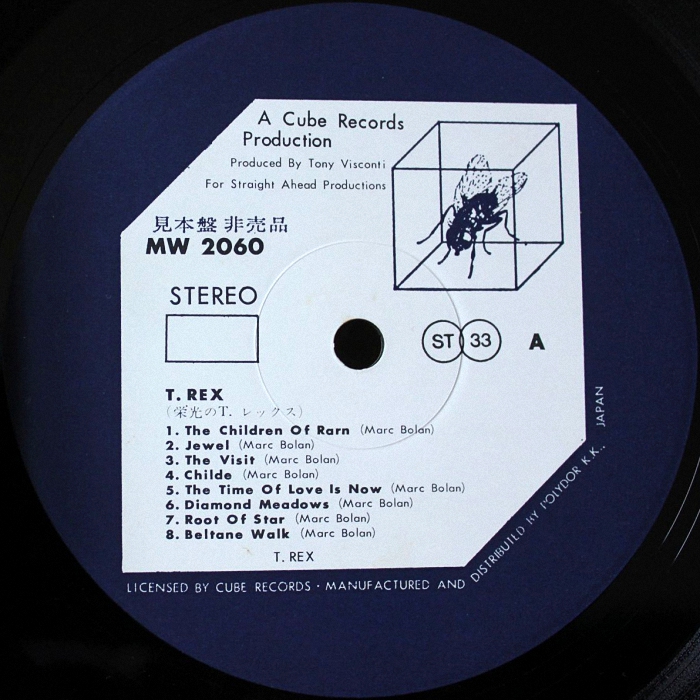 A Cube Records
Production
Produced By Tony Visconti
For Straight Ahead Productions
見本盤 非売品
MW 2060
STEREO
ST 33 A
T. REX
(栄光のT. レックス)
1. The Children Of Rarn (Marc Bolan)
2. Jewel (Marc Bolan)
3. The Visit (Marc Bolan)
4. Childe (Marc Bolan)
5. The Time Of Love Is Now (Marc Bolan)
6. Diamond Meadows (Marc Bolan)
7. Root Of Star (Marc Bolan)
8. Beltane Walk (Marc Bolan)
T. REX
LICENSED BY CUBE RECORDS · MANUFACTURED AND DISTRIBUTED BY POLYDOR K.K., JAPAN